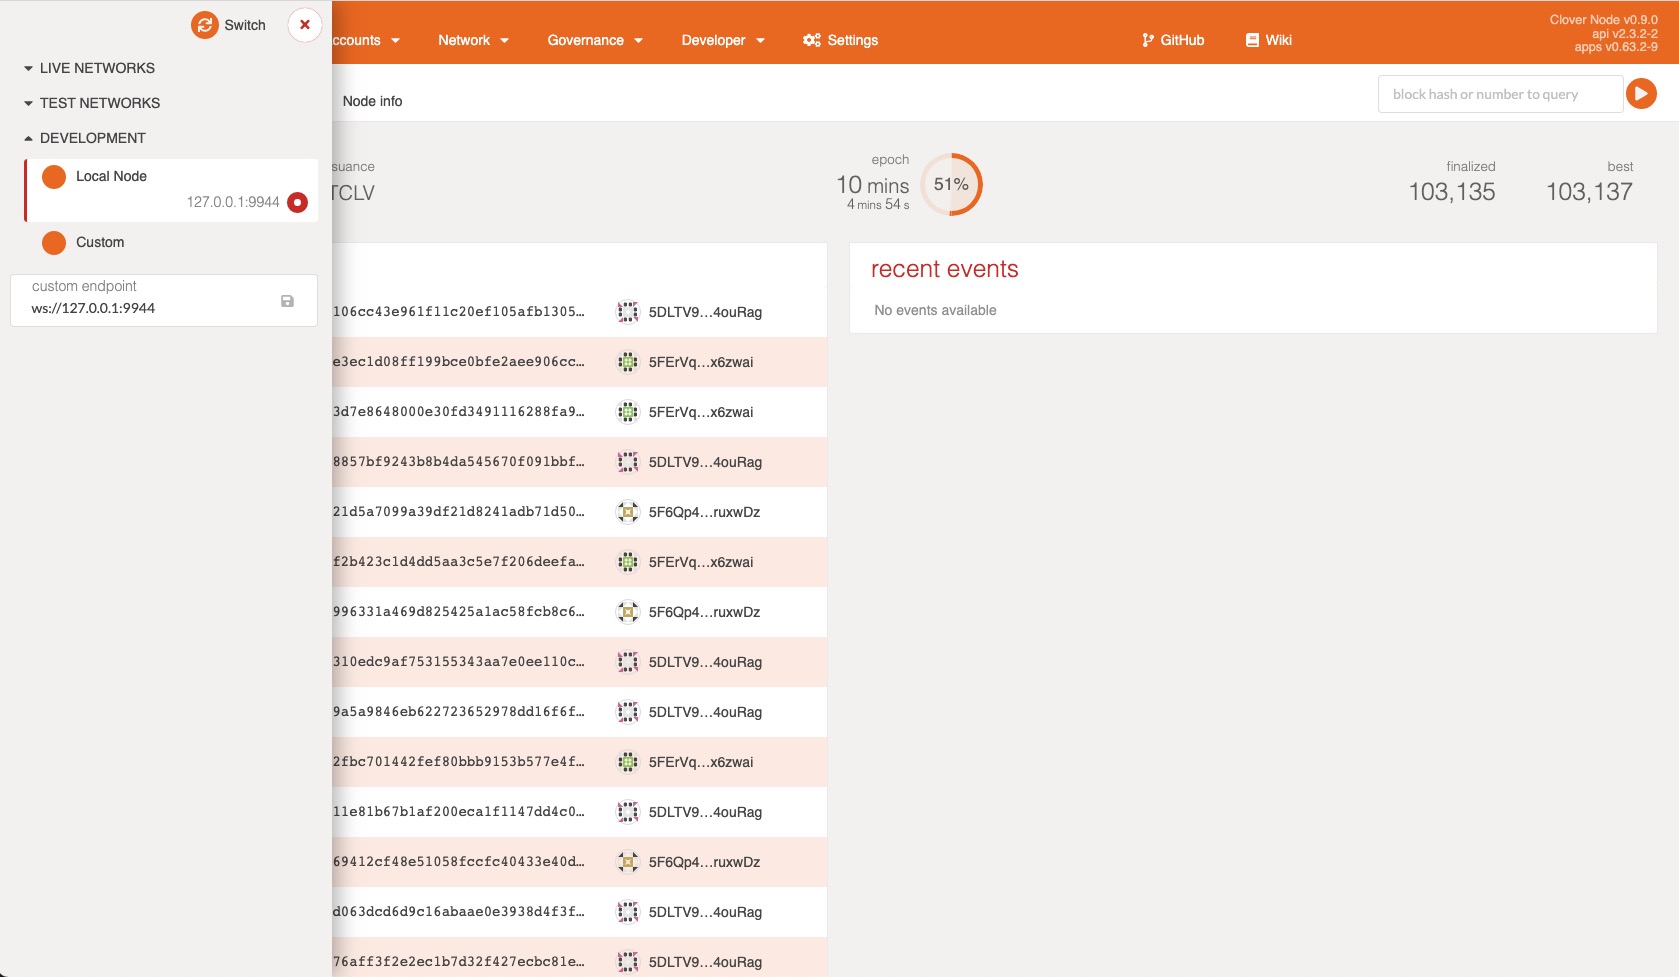 Switch
LIVE NETWORKS
TEST NETWORKS
DEVELOPMENT
Local Node
127.0.0.1:9944
Custom
custom endpoint
ws://127.0.0.1:9944
ccounts
Network
Governance
Developer
Settings
GitHub
Wiki
Clover Node v0.9.0
api v2.3.2-2
apps v0.63.2-9
Node info
block hash or number to query
suance
TCLV
epoch
10 mins
4 mins 54 s
51%
finalized
103,135
best
103,137
106cc43e961f11c20ef105afb1305… 5DLTV9…4ouRag
e3ec1d08ff199bce0bfe2aee906cc… 5FErVq…x6zwai
3d7e8648000e30fd3491116288fa9… 5FErVq…x6zwai
8857bf9243b8b4da545670f091bbf… 5DLTV9…4ouRag
21d5a7099a39df21d8241adb71d50… 5F6Qp4…ruxwDz
f2b423c1d4dd5aa3c5e7f206deefa… 5FErVq…x6zwai
996331a469d825425a1ac58fcb8c6… 5F6Qp4…ruxwDz
310edc9af753155343aa7e0ee110c… 5DLTV9…4ouRag
9a5a9846eb622723652978dd16f6f… 5DLTV9…4ouRag
2fbc701442fef80bbb9153b577e4f… 5FErVq…x6zwai
11e81b67b1af200eca1f1147dd4c0… 5DLTV9…4ouRag
69412cf48e51058fccfc40433e40d… 5F6Qp4…ruxwDz
d063dcd6d9c16abaae0e3938d4f3f… 5DLTV9…4ouRag
76aff3f2e2ec1b7d32f427ecbc81e… 5DLTV9…4ouRag
recent events
No events available